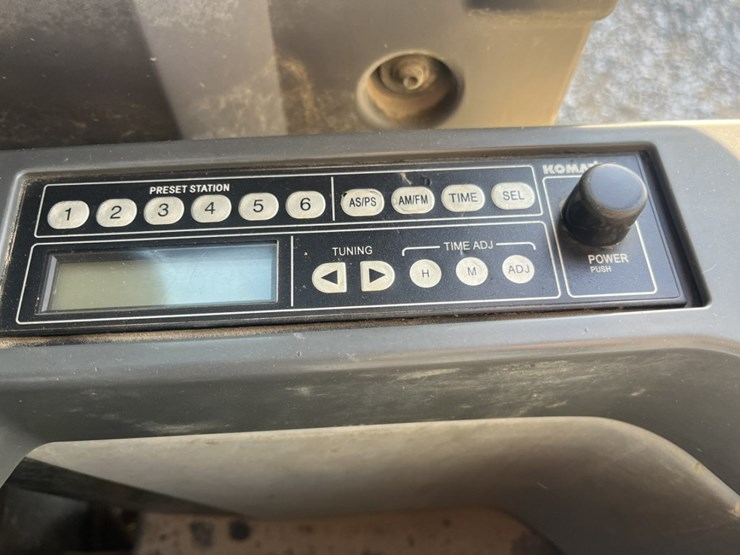 PRESET STATION
1 2 3 4 5 6 AS/PS AM/FM TIME SEL
TUNING
TIME ADJ
H M ADJ
POWER
PUSH